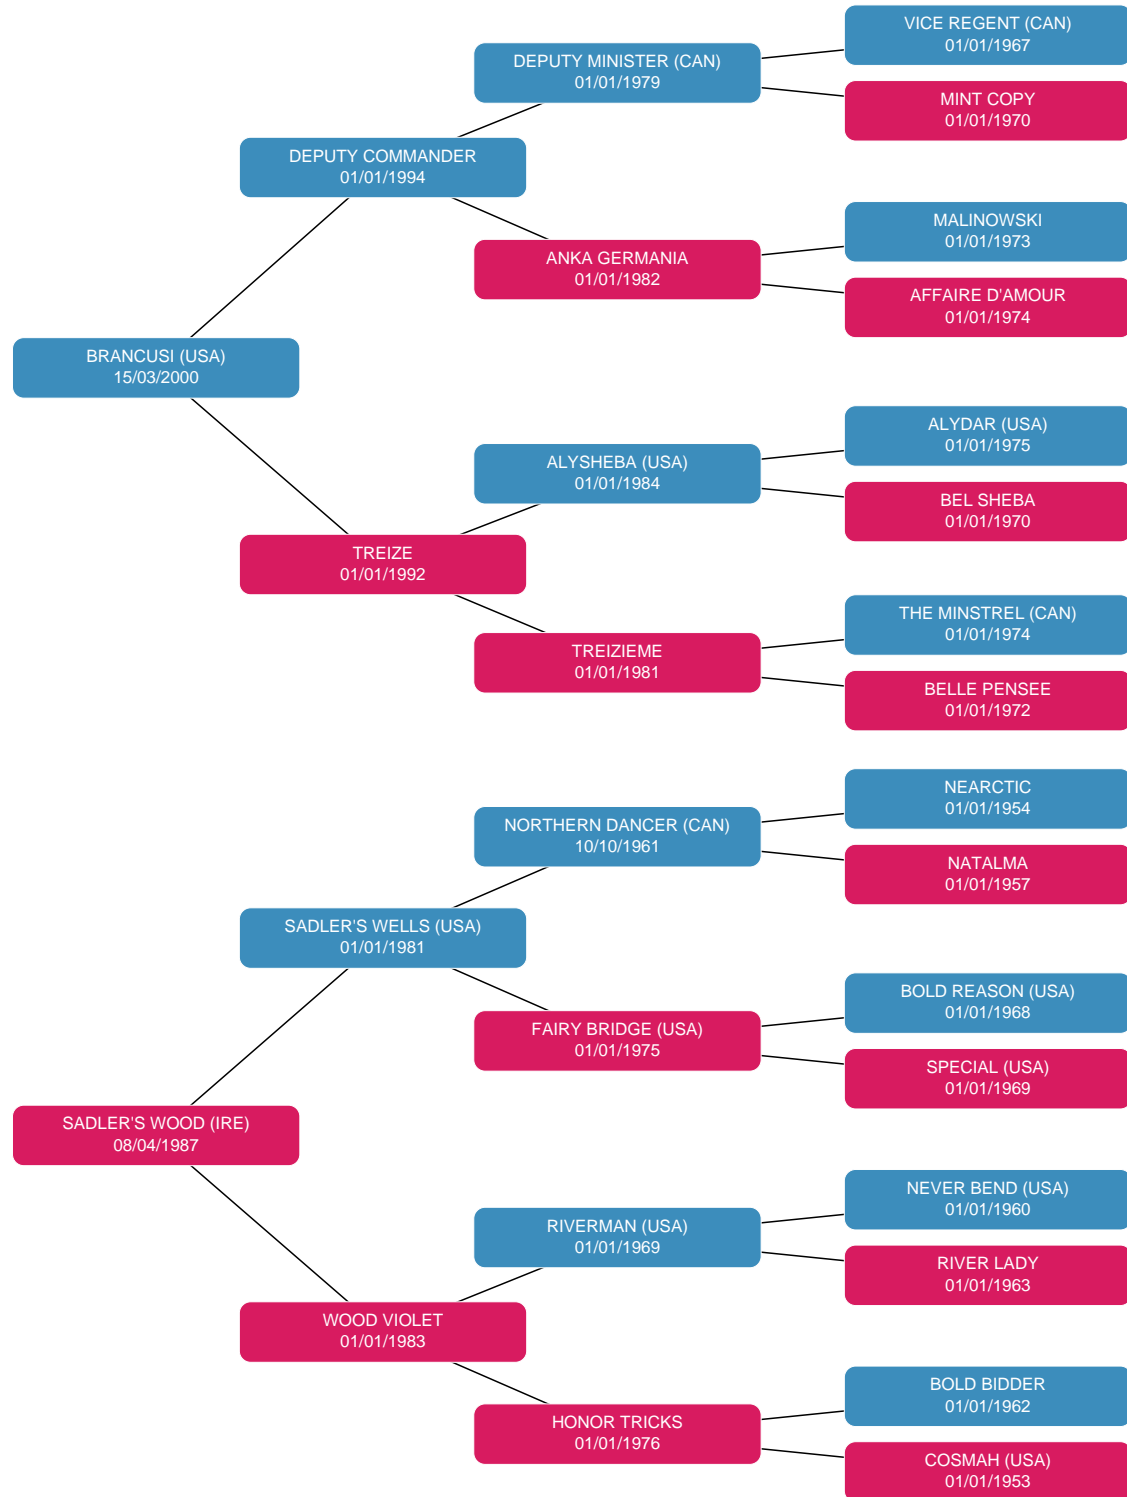 VICE REGENT (CAN)
01/01/1967
DEPUTY MINISTER (CAN)
01/01/1979
MINT COPY
01/01/1970
DEPUTY COMMANDER
01/01/1994
MALINOWSKI
01/01/1973
ANKA GERMANIA
01/01/1982
AFFAIRE D'AMOUR
01/01/1974
BRANCUSI (USA)
15/03/2000
ALYDAR (USA)
01/01/1975
ALYSHEBA (USA)
01/01/1984
BEL SHEBA
01/01/1970
TREIZE
01/01/1992
THE MINSTREL (CAN)
01/01/1974
TREIZIEME
01/01/1981
BELLE PENSEE
01/01/1972
NEARCTIC
01/01/1954
NORTHERN DANCER (CAN)
10/10/1961
NATALMA
01/01/1957
SADLER'S WELLS (USA)
01/01/1981
BOLD REASON (USA)
01/01/1968
FAIRY BRIDGE (USA)
01/01/1975
SPECIAL (USA)
01/01/1969
SADLER'S WOOD (IRE)
08/04/1987
NEVER BEND (USA)
01/01/1960
RIVERMAN (USA)
01/01/1969
RIVER LADY
01/01/1963
WOOD VIOLET
01/01/1983
BOLD BIDDER
01/01/1962
HONOR TRICKS
01/01/1976
COSMAH (USA)
01/01/1953